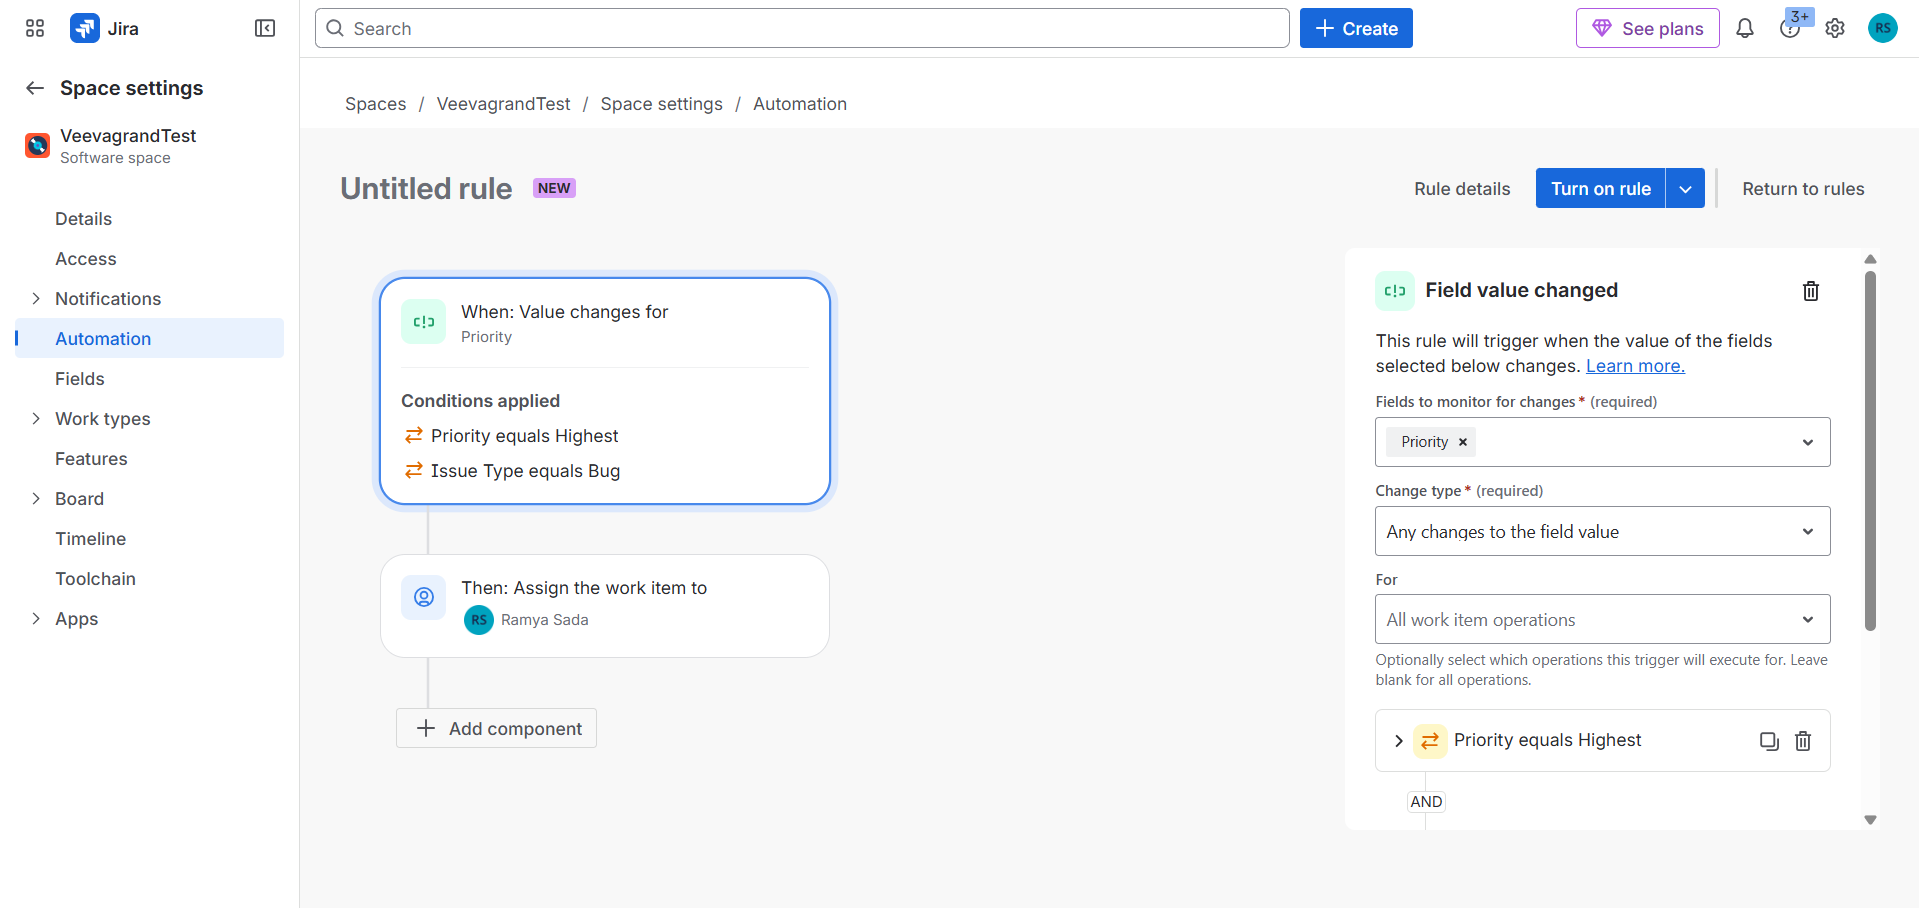 Jira
Search
Create
See plans
3+
RS
Space settings
VeevagrandTest
Software space
Details
Access
Notifications
Automation
Fields
Work types
Features
Board
Timeline
Toolchain
Apps
Spaces / VeevagrandTest / Space settings / Automation
Untitled rule NEW
Rule details
Turn on rule
Return to rules
When: Value changes for
Priority
Conditions applied
Priority equals Highest
Issue Type equals Bug
Then: Assign the work item to
RS Ramya Sada
Add component
Field value changed
This rule will trigger when the value of the fields
selected below changes. Learn more.
Fields to monitor for changes * (required)
Priority
Change type * (required)
Any changes to the field value
For
All work item operations
Optionally select which operations this trigger will execute for. Leave
blank for all operations.
Priority equals Highest
AND